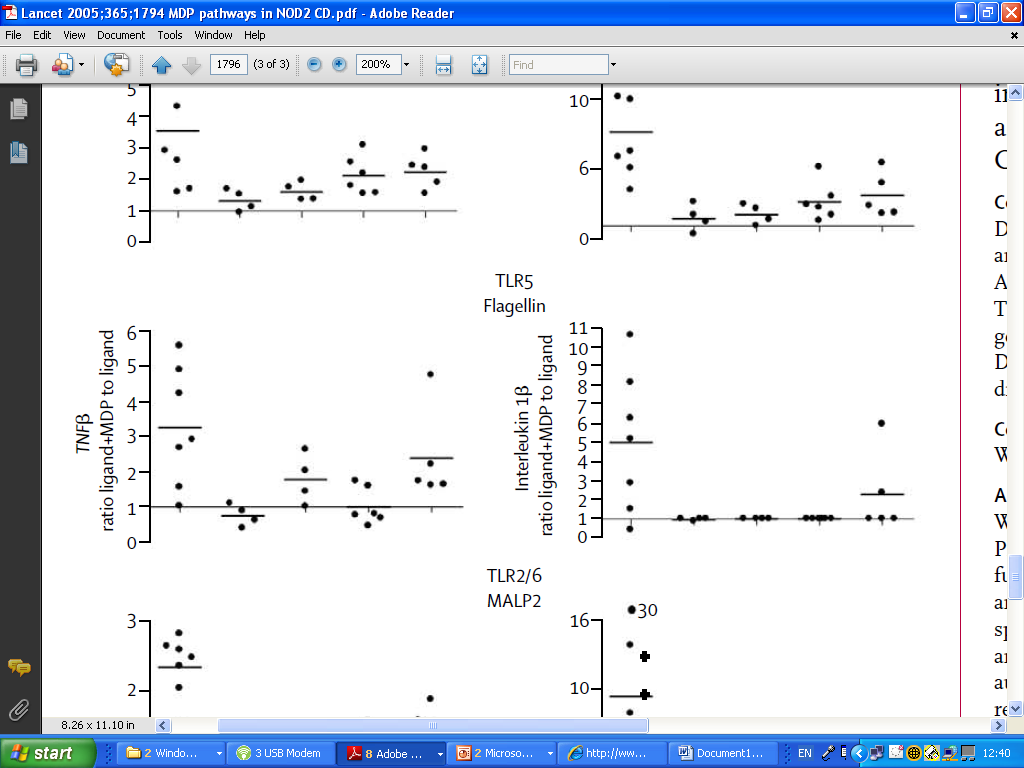 Lancet 2005;365;1794 MDP pathways in NOD2 CD.pdf - Adobe Reader
File Edit View Document Tools Window Help
1796 (3 of 3) 200% Find
5
4
3
2
1
0
10
6
0
TLR5
Flagellin
TNFβ
ratio ligand+MDP to ligand
6
5
4
3
2
1
0
Interleukin 1β
ratio ligand+MDP to ligand
11
10
9
8
7
6
5
4
3
2
1
0
TLR2/6
MALP2
3
2
30
16
10
8.26 x 11.10 in
start 2 Windo... 3 USB Modem 8 Adobe ... 2 Microso... http://ww... Document1... EN 12:40